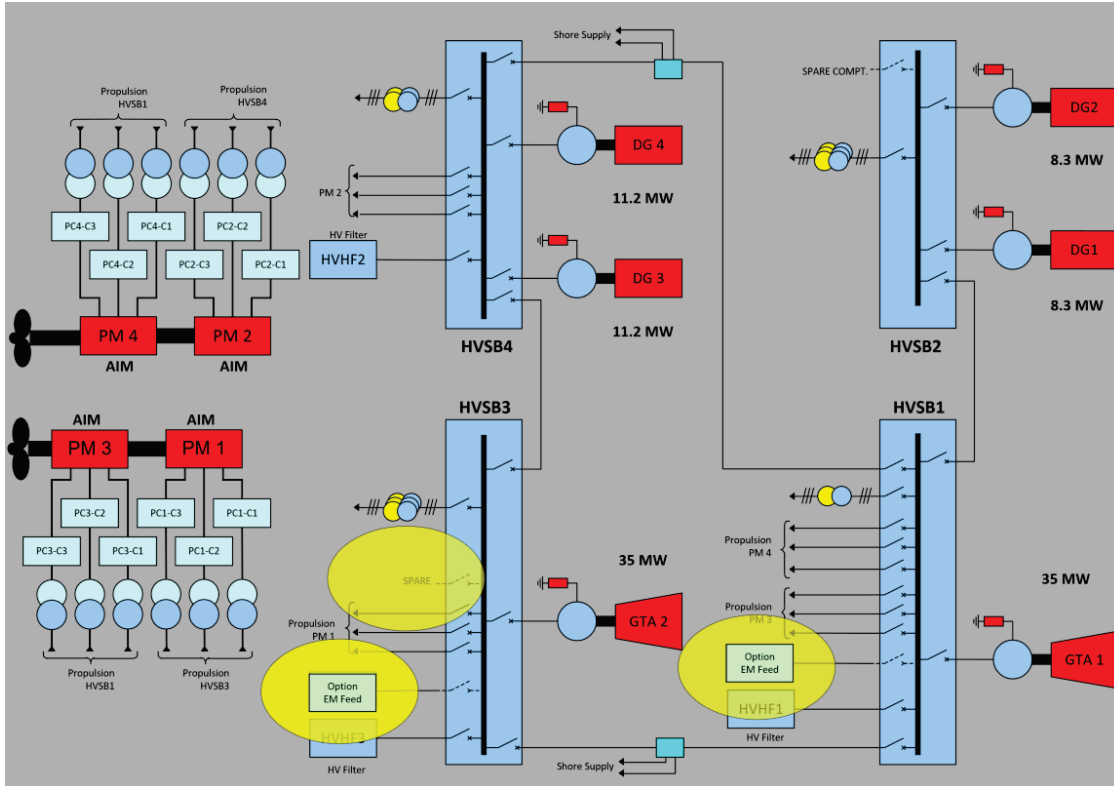 Shore Supply
SPARE COMPT.
DG2
8.3 MW
DG1
8.3 MW
HVSB2
DG 4
11.2 MW
DG 3
11.2 MW
PM 2
HV Filter
HVHF2
HVSB4
Propulsion
HVSB1
Propulsion
HVSB4
PC4-C3
PC4-C1
PC2-C2
PC4-C2
PC2-C3
PC2-C1
PM 4
PM 2
AIM
AIM
AIM
AIM
PM 3
PM 1
PC3-C2
PC1-C3
PC1-C1
PC3-C3
PC3-C1
PC1-C2
Propulsion
HVSB1
Propulsion
HVSB3
HVSB3
SPARE
Propulsion
PM 1
Option
EM Feed
HVHF3
HV Filter
35 MW
GTA 2
Shore Supply
HVSB1
Propulsion
PM 4
Propulsion
PM 3
Option
EM Feed
HVHF1
HV Filter
35 MW
GTA 1